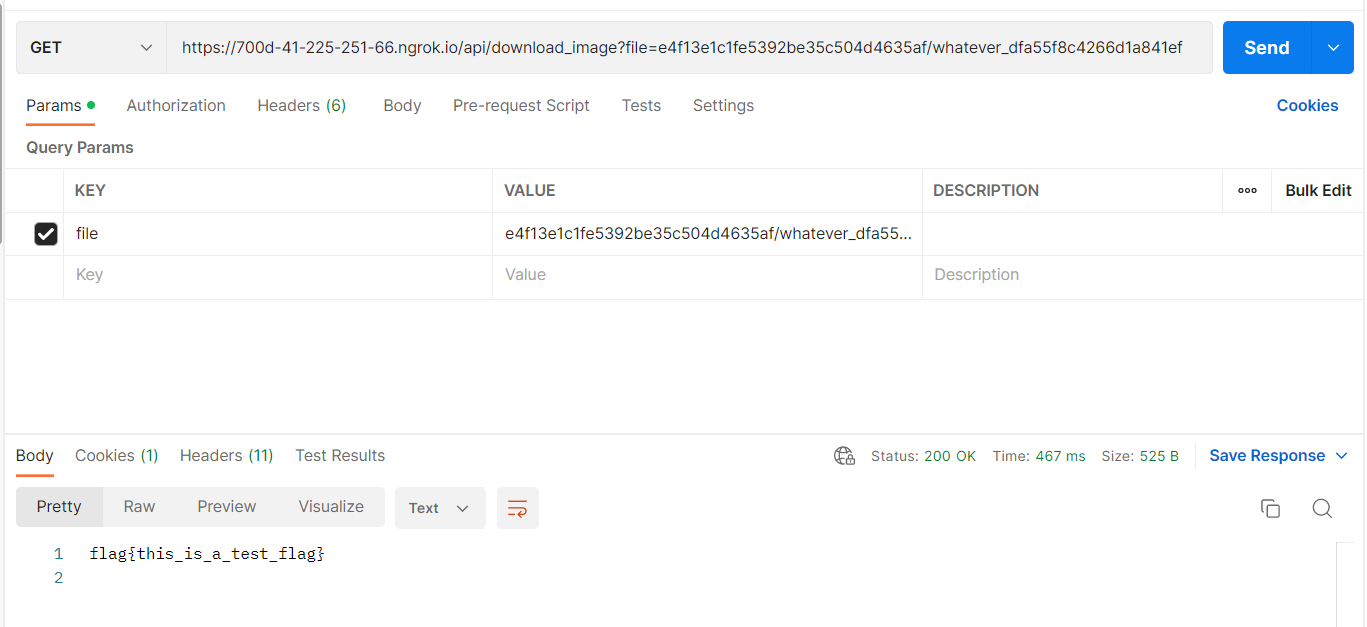 GET https://700d-41-225-251-66.ngrok.io/api/download_image?file=e4f13e1c1fe5392be35c504d4635af/whatever_dfa55f8c4266d1a841ef Send
Params Authorization Headers (6) Body Pre-request Script Tests Settings Cookies
Query Params
KEY VALUE DESCRIPTION ooo Bulk Edit
file e4f13e1c1fe5392be35c504d4635af/whatever_dfa55...
Key Value Description
Body Cookies (1) Headers (11) Test Results Status: 200 OK Time: 467 ms Size: 525 B Save Response
Pretty Raw Preview Visualize Text
1 flag{this_is_a_test_flag}
2